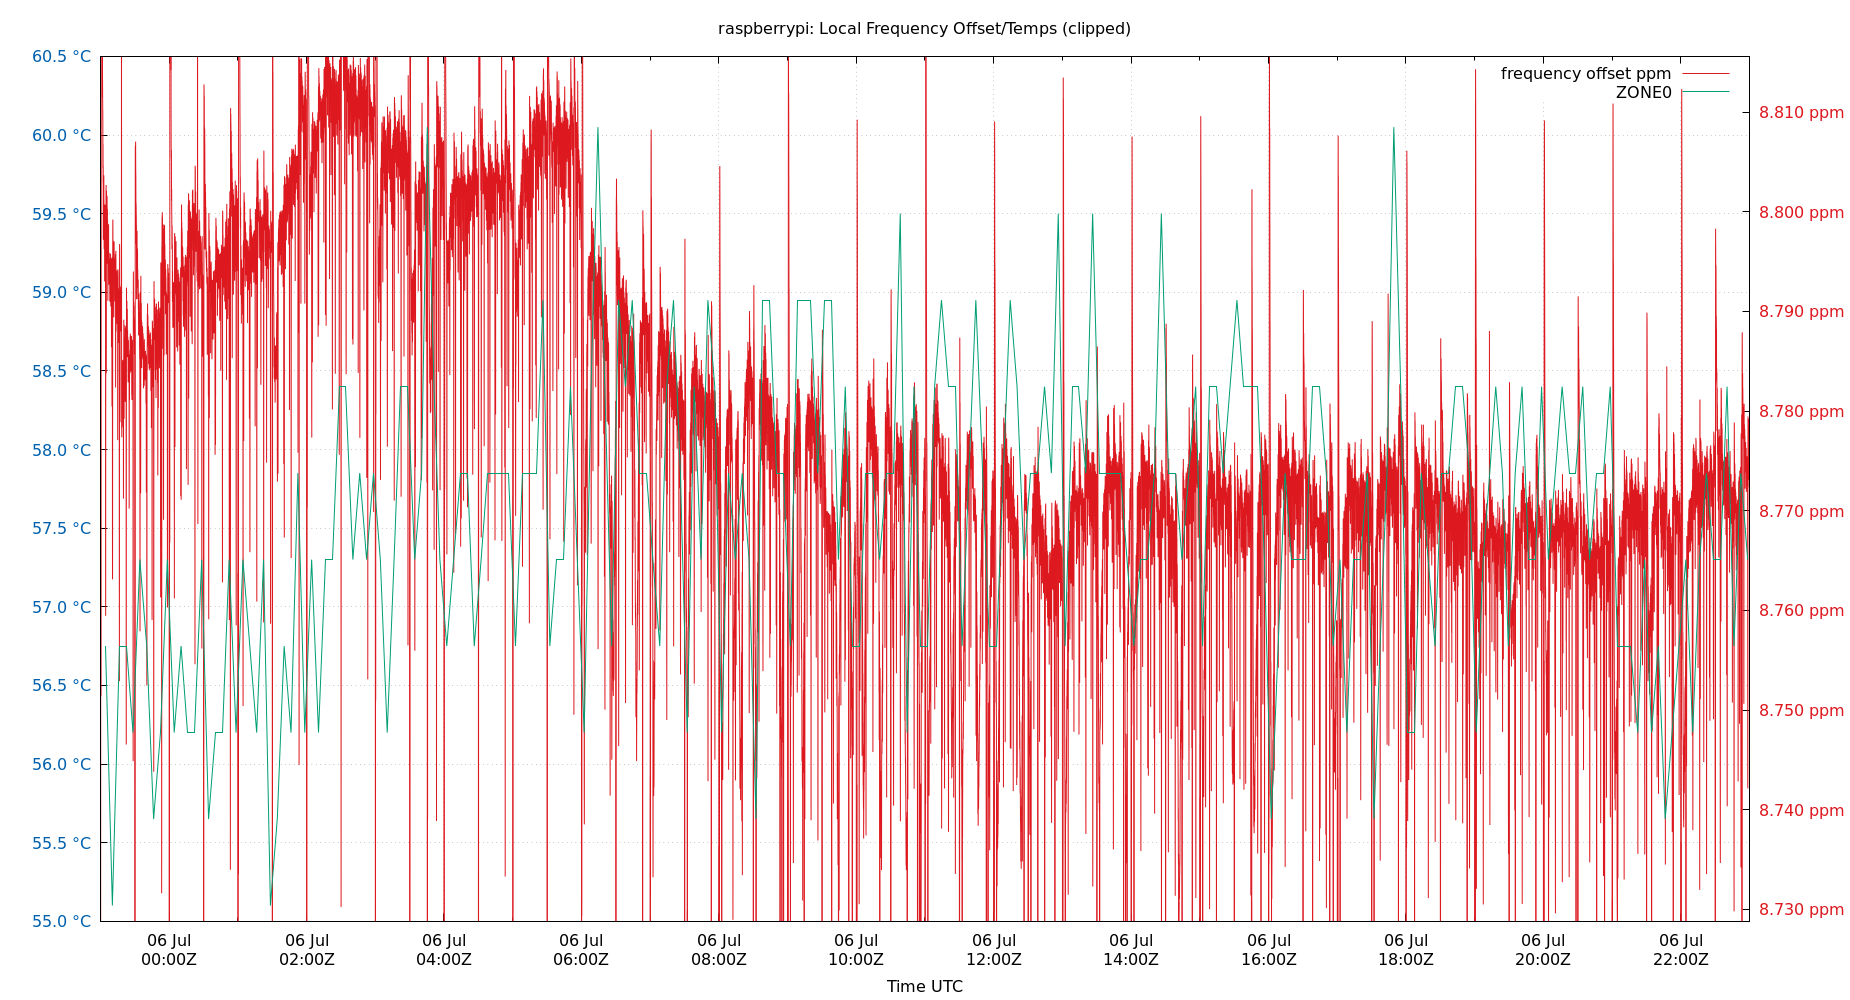 raspberrypi: Local Frequency Offset/Temps (clipped)
frequency offset ppm
ZONE0
60.5 °C
60.0 °C
59.5 °C
59.0 °C
58.5 °C
58.0 °C
57.5 °C
57.0 °C
56.5 °C
56.0 °C
55.5 °C
55.0 °C
8.810 ppm
8.800 ppm
8.790 ppm
8.780 ppm
8.770 ppm
8.760 ppm
8.750 ppm
8.740 ppm
8.730 ppm
06 Jul 06 Jul 06 Jul 06 Jul 06 Jul 06 Jul 06 Jul 06 Jul 06 Jul 06 Jul 06 Jul 06 Jul
00:00Z 02:00Z 04:00Z 06:00Z 08:00Z 10:00Z 12:00Z 14:00Z 16:00Z 18:00Z 20:00Z 22:00Z
Time UTC